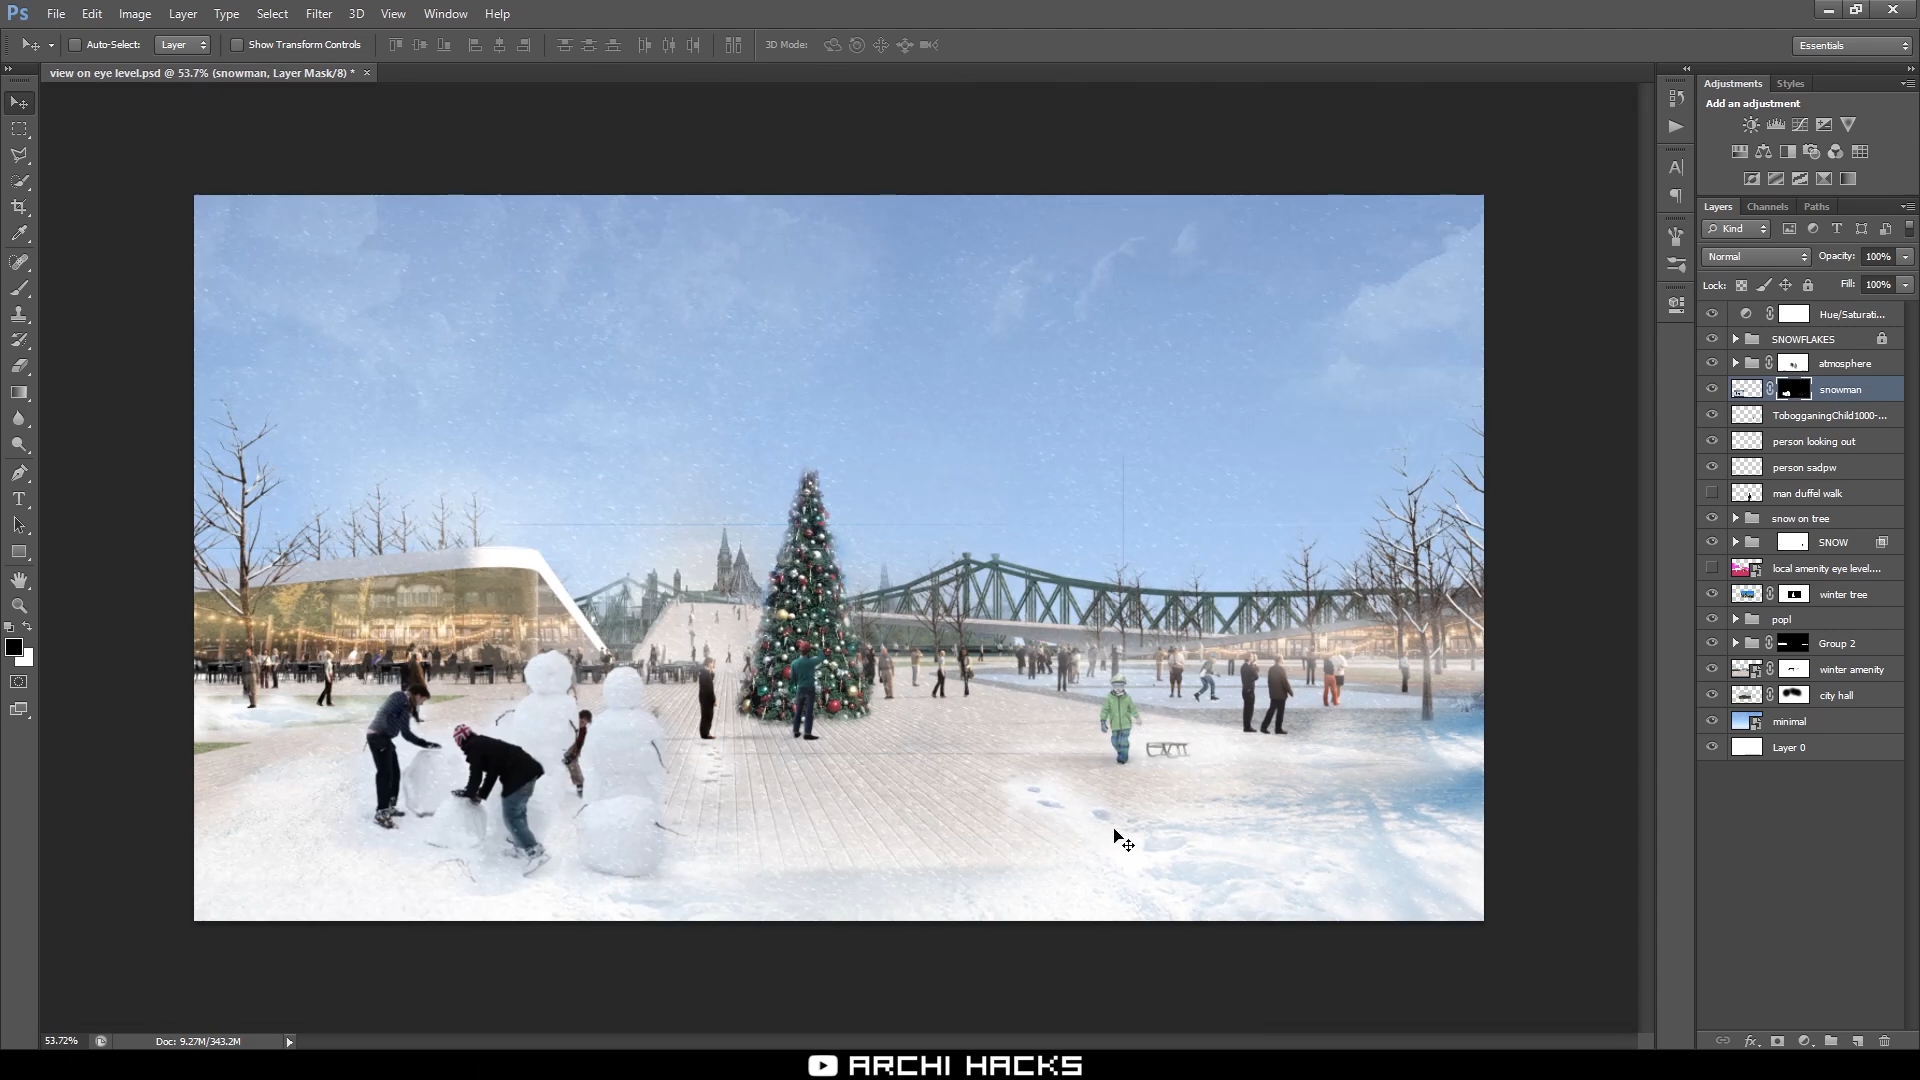 Ps File Edit Image Layer Type Select Filter 3D View Window Help
Auto-Select: Layer Show Transform Controls 3D Mode: Essentials
view on eye level.psd @ 53.7% (snowman, Layer Mask/8) * ×
Adjustments Styles
Add an adjustment
Layers Channels Paths
Kind
Normal Opacity: 100%
Lock: Fill: 100%
Hue/Saturati...
SNOWFLAKES
atmosphere
snowman
TobogganingChild1000-...
person looking out
person sadpw
man duffel walk
snow on tree
SNOW
local amenity eye level....
winter tree
popl
Group 2
winter amenity
city hall
minimal
Layer 0
53.72% Doc: 9.27M/343.2M
ARCHI HACKS